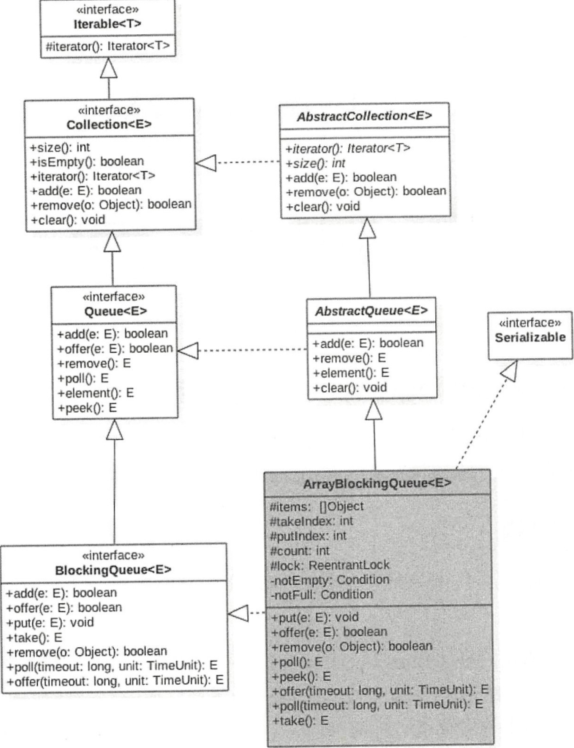 «interface»
Iterable<T>
#iterator(): Iterator<T>
«interface»
Collection<E>
+size(): int
+isEmpty(): boolean
+iterator(): Iterator<T>
+add(e: E): boolean
+remove(o: Object): boolean
+clear(): void
AbstractCollection<E>
+iterator(): Iterator<T>
+size(): int
+add(e: E): boolean
+remove(o: Object): boolean
+clear(): void
«interface»
Queue<E>
+add(e: E): boolean
+offer(e: E): boolean
+remove(): E
+poll(): E
+element(): E
+peek(): E
AbstractQueue<E>
+add(e: E): boolean
+remove(): E
+element(): E
+clear(): void
«interface»
Serializable
«interface»
BlockingQueue<E>
+add(e: E): boolean
+offer(e: E): boolean
+put(e: E): void
+take(): E
+remove(o: Object): boolean
+poll(timeout: long, unit: TimeUnit): E
+offer(timeout: long, unit: TimeUnit): E
ArrayBlockingQueue<E>
#items: []Object
#takeIndex: int
#putIndex: int
#count: int
#lock: ReentrantLock
-notEmpty: Condition
-notFull: Condition
+put(e: E): void
+offer(e: E): boolean
+remove(o: Object): boolean
+poll(): E
+peek(): E
+offer(timeout: long, unit: TimeUnit): E
+poll(timeout: long, unit: TimeUnit): E
+take(): E